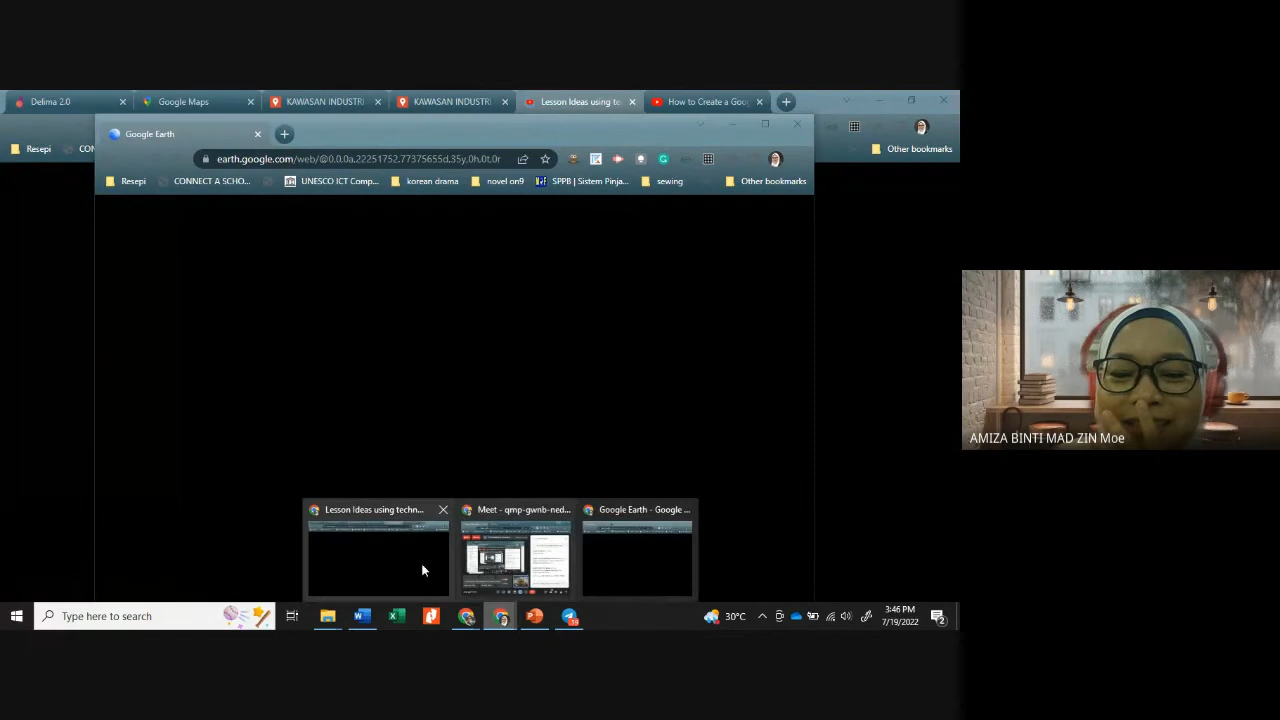 Delima 2.0
Google Maps
KAWASAN INDUSTRI
KAWASAN INDUSTRI
Lesson Ideas using te
How to Create a Goo
Google Earth
Resepi
CON
Other bookmarks
earth.google.com/web/@0,0,0a,22251752.77375655d,35y,0h,0t,0r
Resepi
CONNECT A SCHO...
UNESCO ICT Comp...
korean drama
novel on9
SPPB | Sistem Pinja...
sewing
Other bookmarks
AMIZA BINTI MAD ZIN Moe
Lesson Ideas using techn...
Meet - qmp-gwnb-ned...
Google Earth - Google ...
Type here to search
19
30°C
3:46 PM
7/19/2022
2